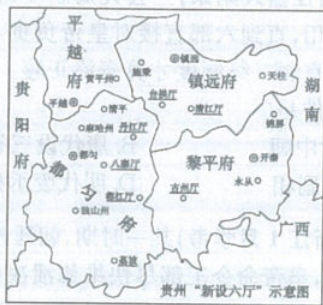 平越府
黄平州
施秉
镇远
镇远府
天柱
湖南
台拱厅
清江厅
锦屏
贵阳府
平越
清平
麻哈州
丹江厅
都匀
都匀府
八寨厅
黎平府
开泰
永从
古州厅
都江厅
独山州
荔波
广西
贵州“新设六厅”示意图